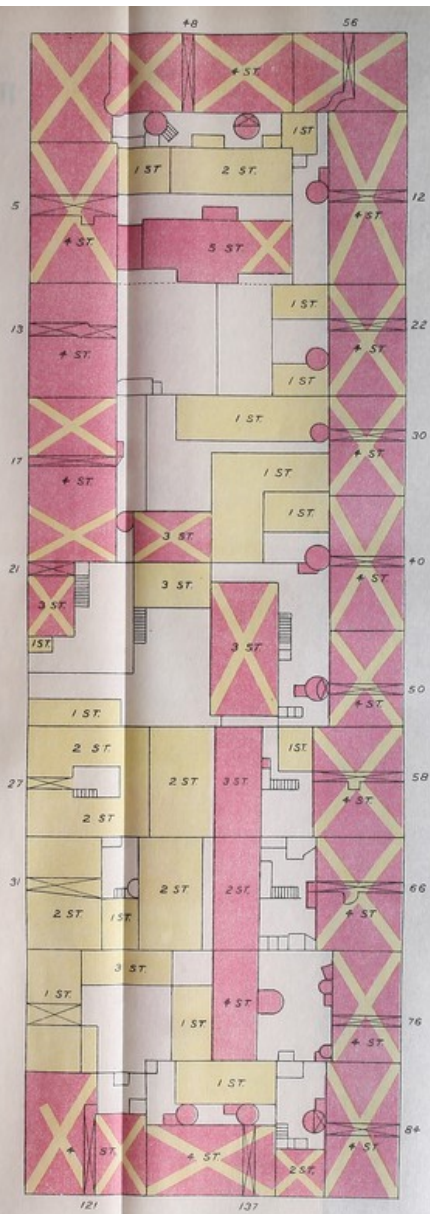 48 56
4 ST.
1 ST
1 ST 2 ST.
5 12
4 ST. 4 ST.
5 ST.
1 ST.
13 22
4 ST. 4 ST.
1 ST.
1 ST.
30
17 4 ST.
4 ST. 1 ST.
1 ST.
3 ST.
21 40
3 ST. 4 ST.
3 ST.
1 ST.
3 ST.
50
4 ST.
1 ST.
2 ST. 1 ST.
27 2 ST. 3 ST. 58
4 ST.
2 ST
31 2 ST. 2 ST. 66
2 ST. 1 ST. 4 ST.
3 ST.
4 ST.
1 ST. 76
1 ST. 4 ST.
1 ST.
84
4 ST. 4 ST. 4 ST.
2 ST.
121 137